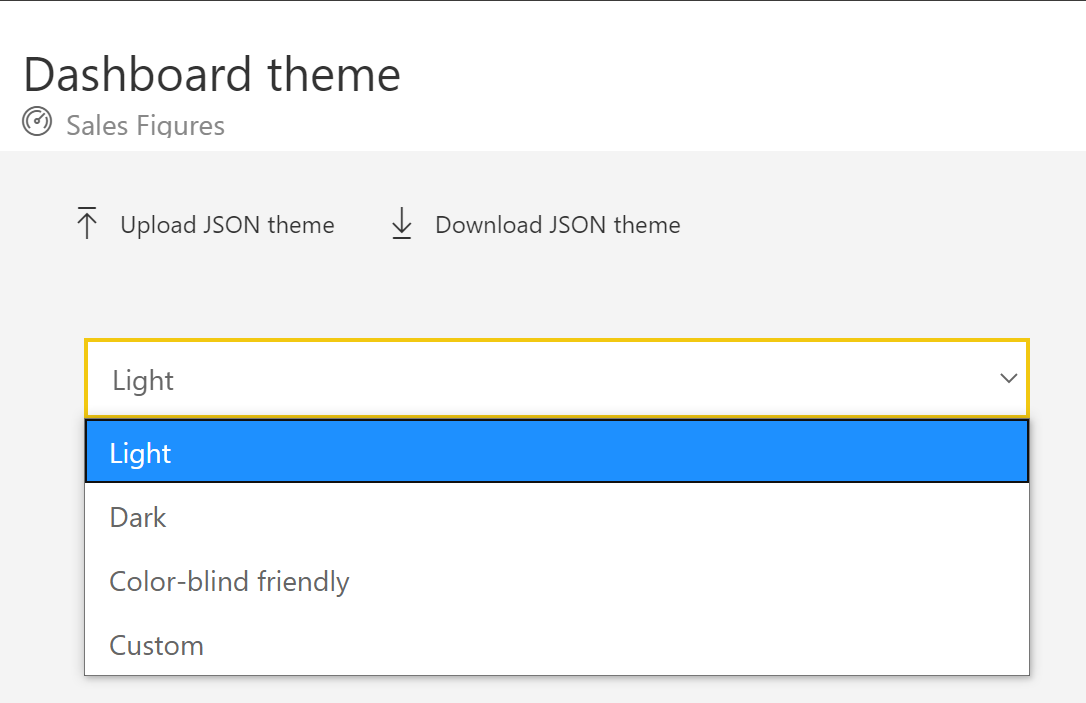 Dashboard theme
Sales Figures
Upload JSON theme Download JSON theme
Light
Light
Dark
Color-blind friendly
Custom